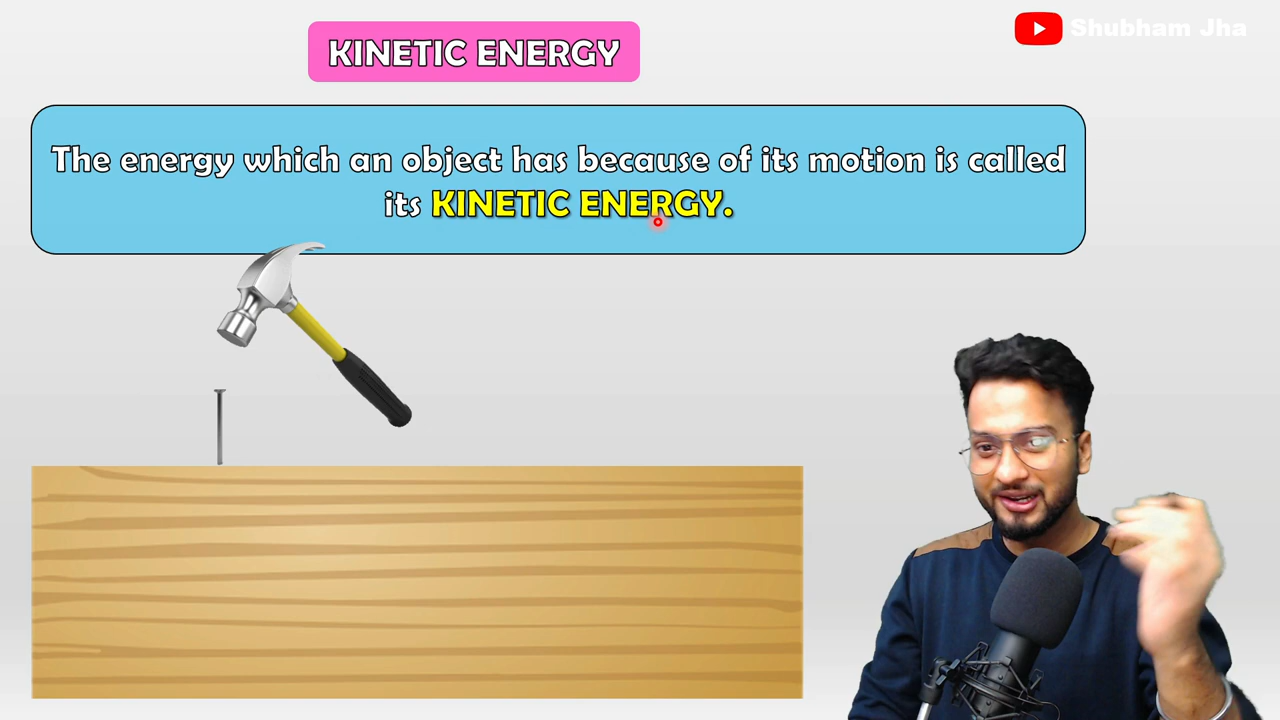 KINETIC ENERGY
Shubham Jha
The energy which an object has because of its motion is called
its KINETIC ENERGY.